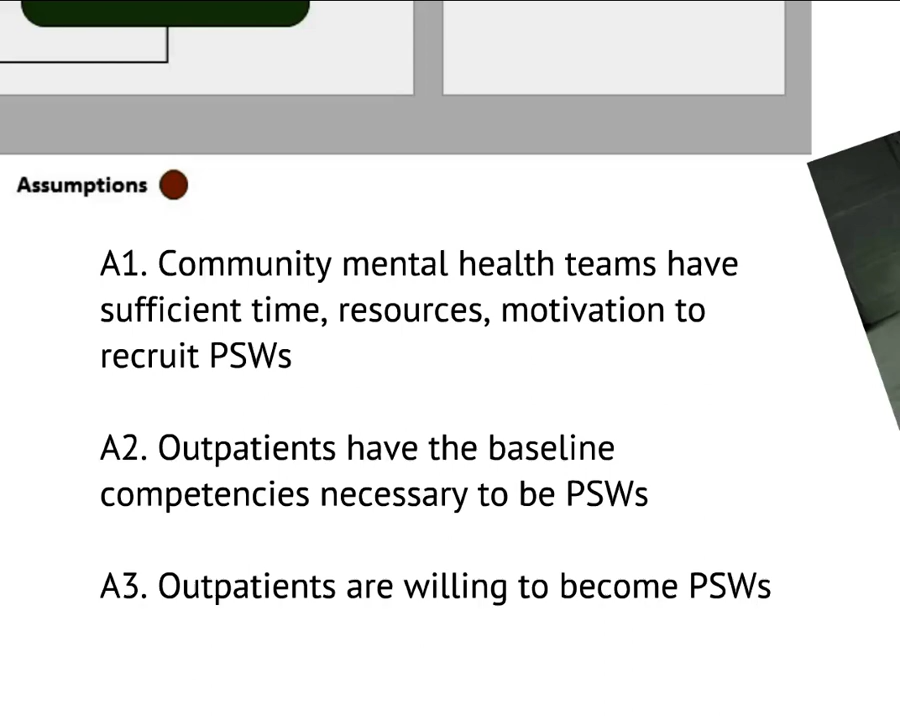 Assumptions
A1. Community mental health teams have
sufficient time, resources, motivation to
recruit PSWs
A2. Outpatients have the baseline
competencies necessary to be PSWs
A3. Outpatients are willing to become PSWs